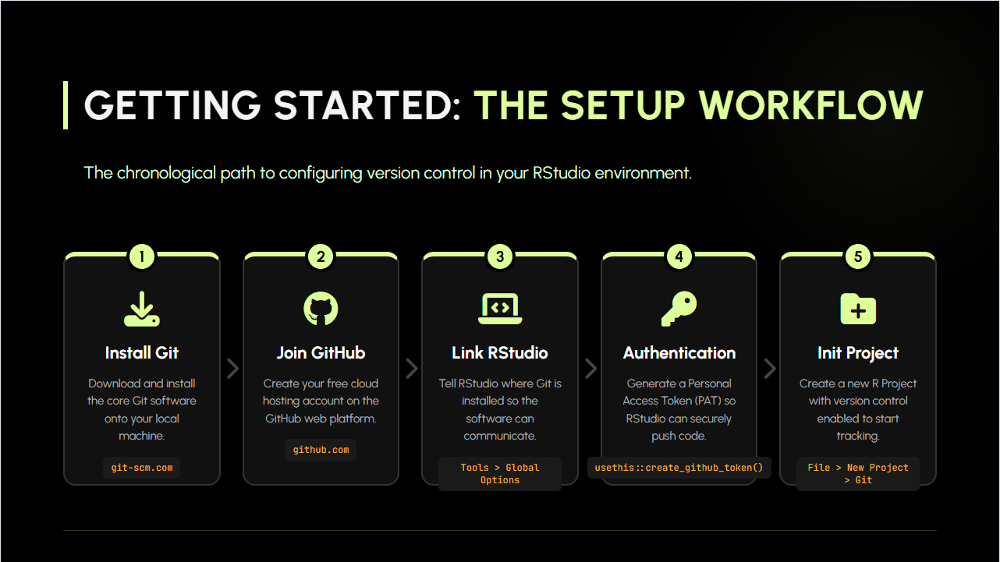 GETTING STARTED: THE SETUP WORKFLOW
The chronological path to configuring version control in your RStudio environment.
1
Install Git
Download and install
the core Git software
onto your local
machine.
git-scm.com
2
Join GitHub
Create your free cloud
hosting account on the
GitHub web platform.
github.com
3
Link RStudio
Tell RStudio where Git is
installed so the
software can
communicate.
Tools > Global
Options
4
Authentication
Generate a Personal
Access Token (PAT) so
RStudio can securely
push code.
usethis::create_github_token()
5
Init Project
Create a new R Project
with version control
enabled to start
tracking.
File > New Project
> Git